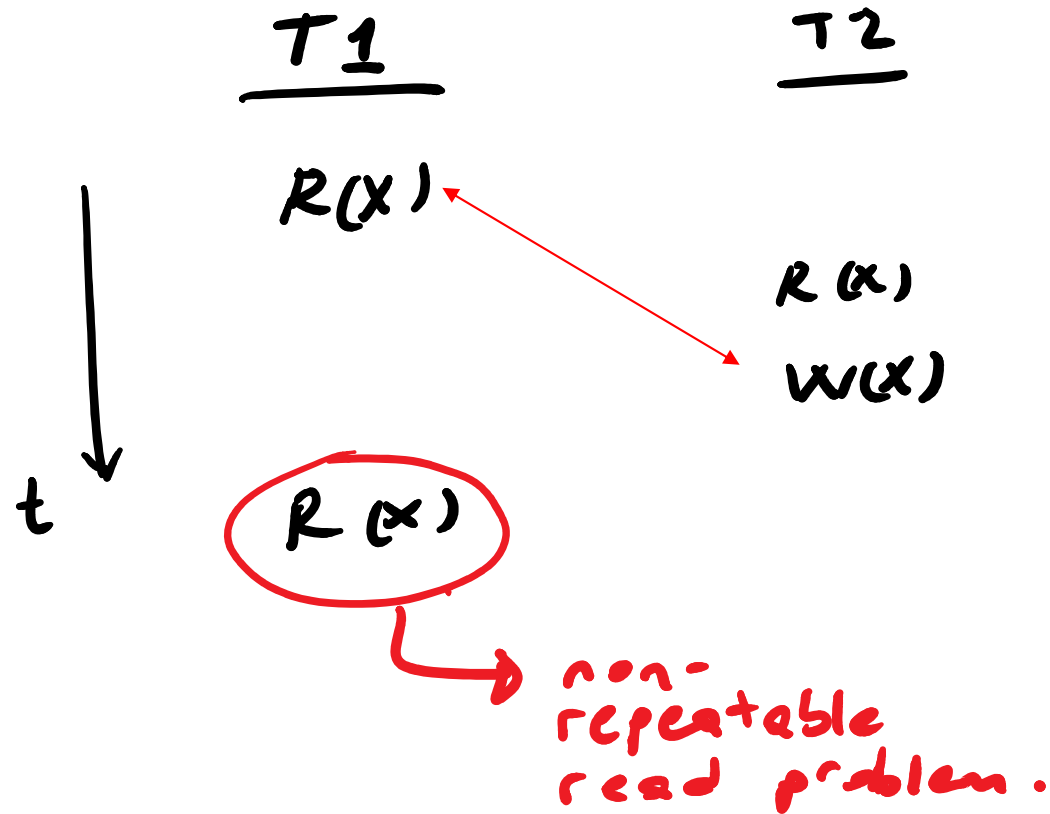 T1 T2
R(X)
R(X)
W(X)
t
R(X)
non-
repeatable
read problem.